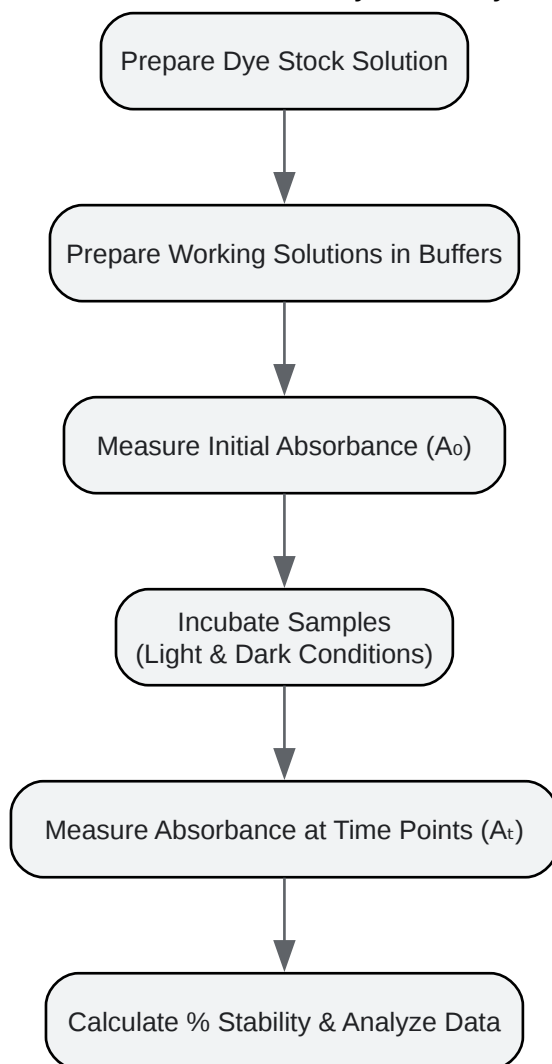 Prepare Dye Stock Solution
Prepare Working Solutions in Buffers
Measure Initial Absorbance (A₀)
Incubate Samples
(Light & Dark Conditions)
Measure Absorbance at Time Points (Aₜ)
Calculate % Stability & Analyze Data